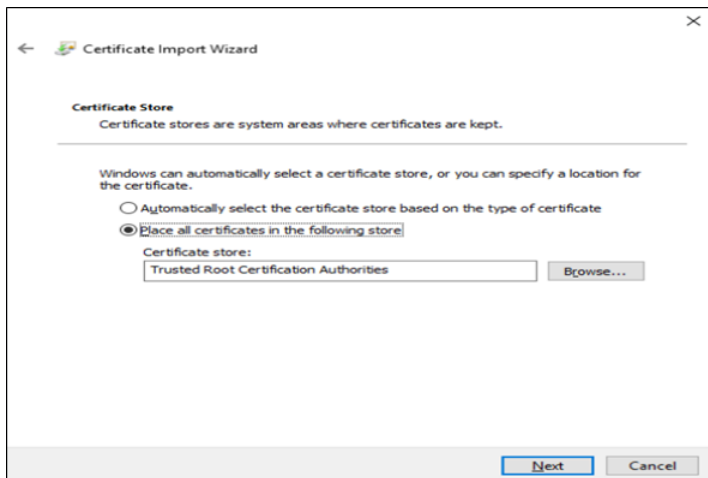 Certificate Import Wizard
Certificate Store
Certificate stores are system areas where certificates are kept.
Windows can automatically select a certificate store, or you can specify a location for
the certificate.
Automatically select the certificate store based on the type of certificate
Place all certificates in the following store
Certificate store:
Trusted Root Certification Authorities
Browse...
Next
Cancel